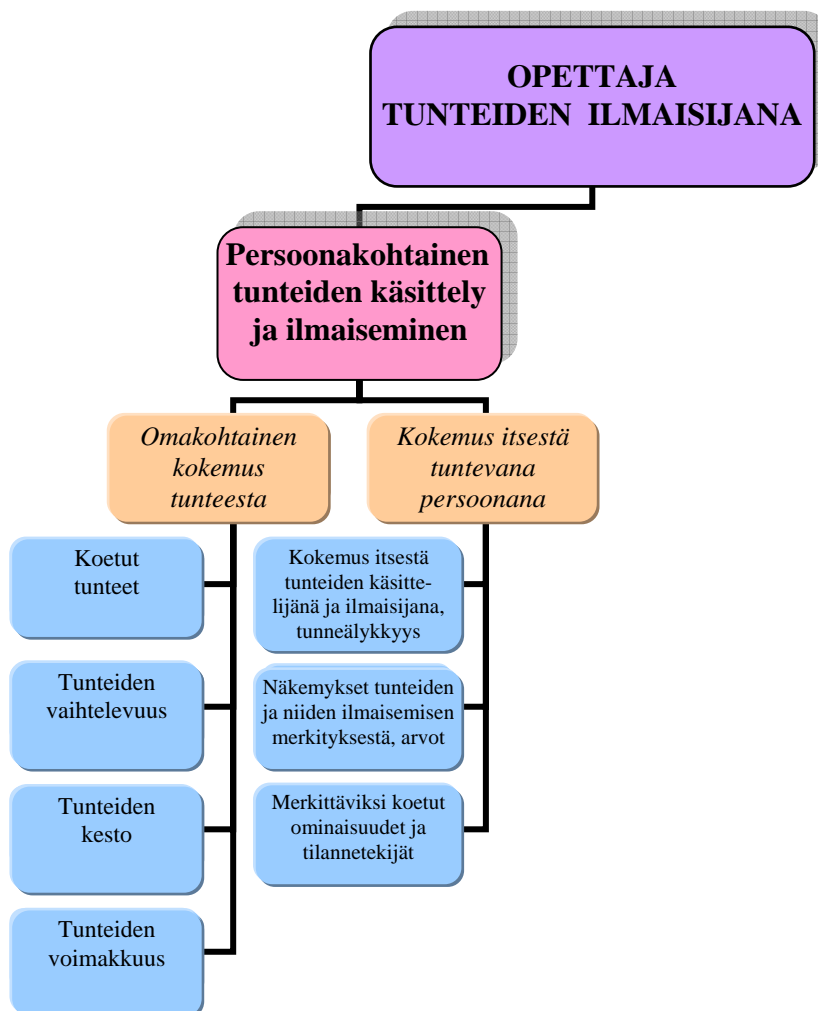 OPETTAJA
TUNTEIDEN ILMAISIJANA
Persoonakohtainen
tunteiden käsittely
ja ilmaiseminen
Omakohtainen
kokemus
tunteesta
Kokemus itsestä
tuntevana
persoonana
Koetut
tunteet
Tunteiden
vaihtelevuus
Tunteiden
kesto
Tunteiden
voimakkuus
Kokemus itsestä
tunteiden käsitte-
lijänä ja ilmaisijana,
tunneälykkyys
Näkemykset tunteiden
ja niiden ilmaisemisen
merkityksestä, arvot
Merkittäviksi koetut
ominaisuudet ja
tilannetekijät